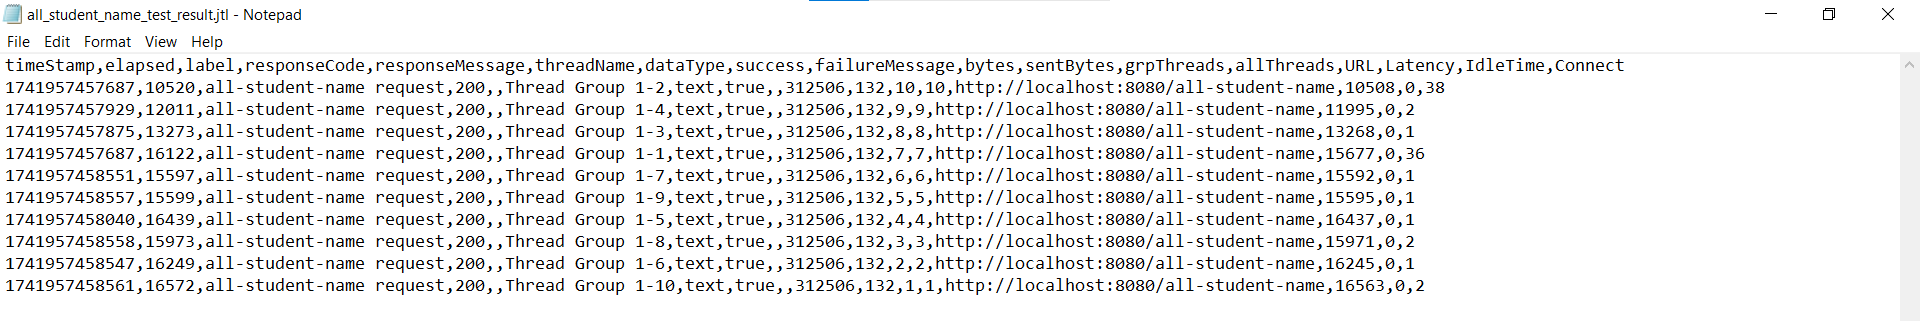 all_student_name_test_result.jtl - Notepad
File Edit Format View Help
timeStamp,elapsed,label,responseCode,responseMessage,threadName,dataType,success,failureMessage,bytes,sentBytes,grpThreads,allThreads,URL,Latency,IdleTime,Connect
1741957457687,10520,all-student-name request,200,,Thread Group 1-2,text,true,,312506,132,10,10,http://localhost:8080/all-student-name,10508,0,38
1741957457929,12011,all-student-name request,200,,Thread Group 1-4,text,true,,312506,132,9,9,http://localhost:8080/all-student-name,11995,0,2
1741957457875,13273,all-student-name request,200,,Thread Group 1-3,text,true,,312506,132,8,8,http://localhost:8080/all-student-name,13268,0,1
1741957457687,16122,all-student-name request,200,,Thread Group 1-1,text,true,,312506,132,7,7,http://localhost:8080/all-student-name,15677,0,36
1741957458551,15597,all-student-name request,200,,Thread Group 1-7,text,true,,312506,132,6,6,http://localhost:8080/all-student-name,15592,0,1
1741957458557,15599,all-student-name request,200,,Thread Group 1-9,text,true,,312506,132,5,5,http://localhost:8080/all-student-name,15595,0,1
1741957458040,16439,all-student-name request,200,,Thread Group 1-5,text,true,,312506,132,4,4,http://localhost:8080/all-student-name,16437,0,1
1741957458558,15973,all-student-name request,200,,Thread Group 1-8,text,true,,312506,132,3,3,http://localhost:8080/all-student-name,15971,0,2
1741957458547,16249,all-student-name request,200,,Thread Group 1-6,text,true,,312506,132,2,2,http://localhost:8080/all-student-name,16245,0,1
1741957458561,16572,all-student-name request,200,,Thread Group 1-10,text,true,,312506,132,1,1,http://localhost:8080/all-student-name,16563,0,2